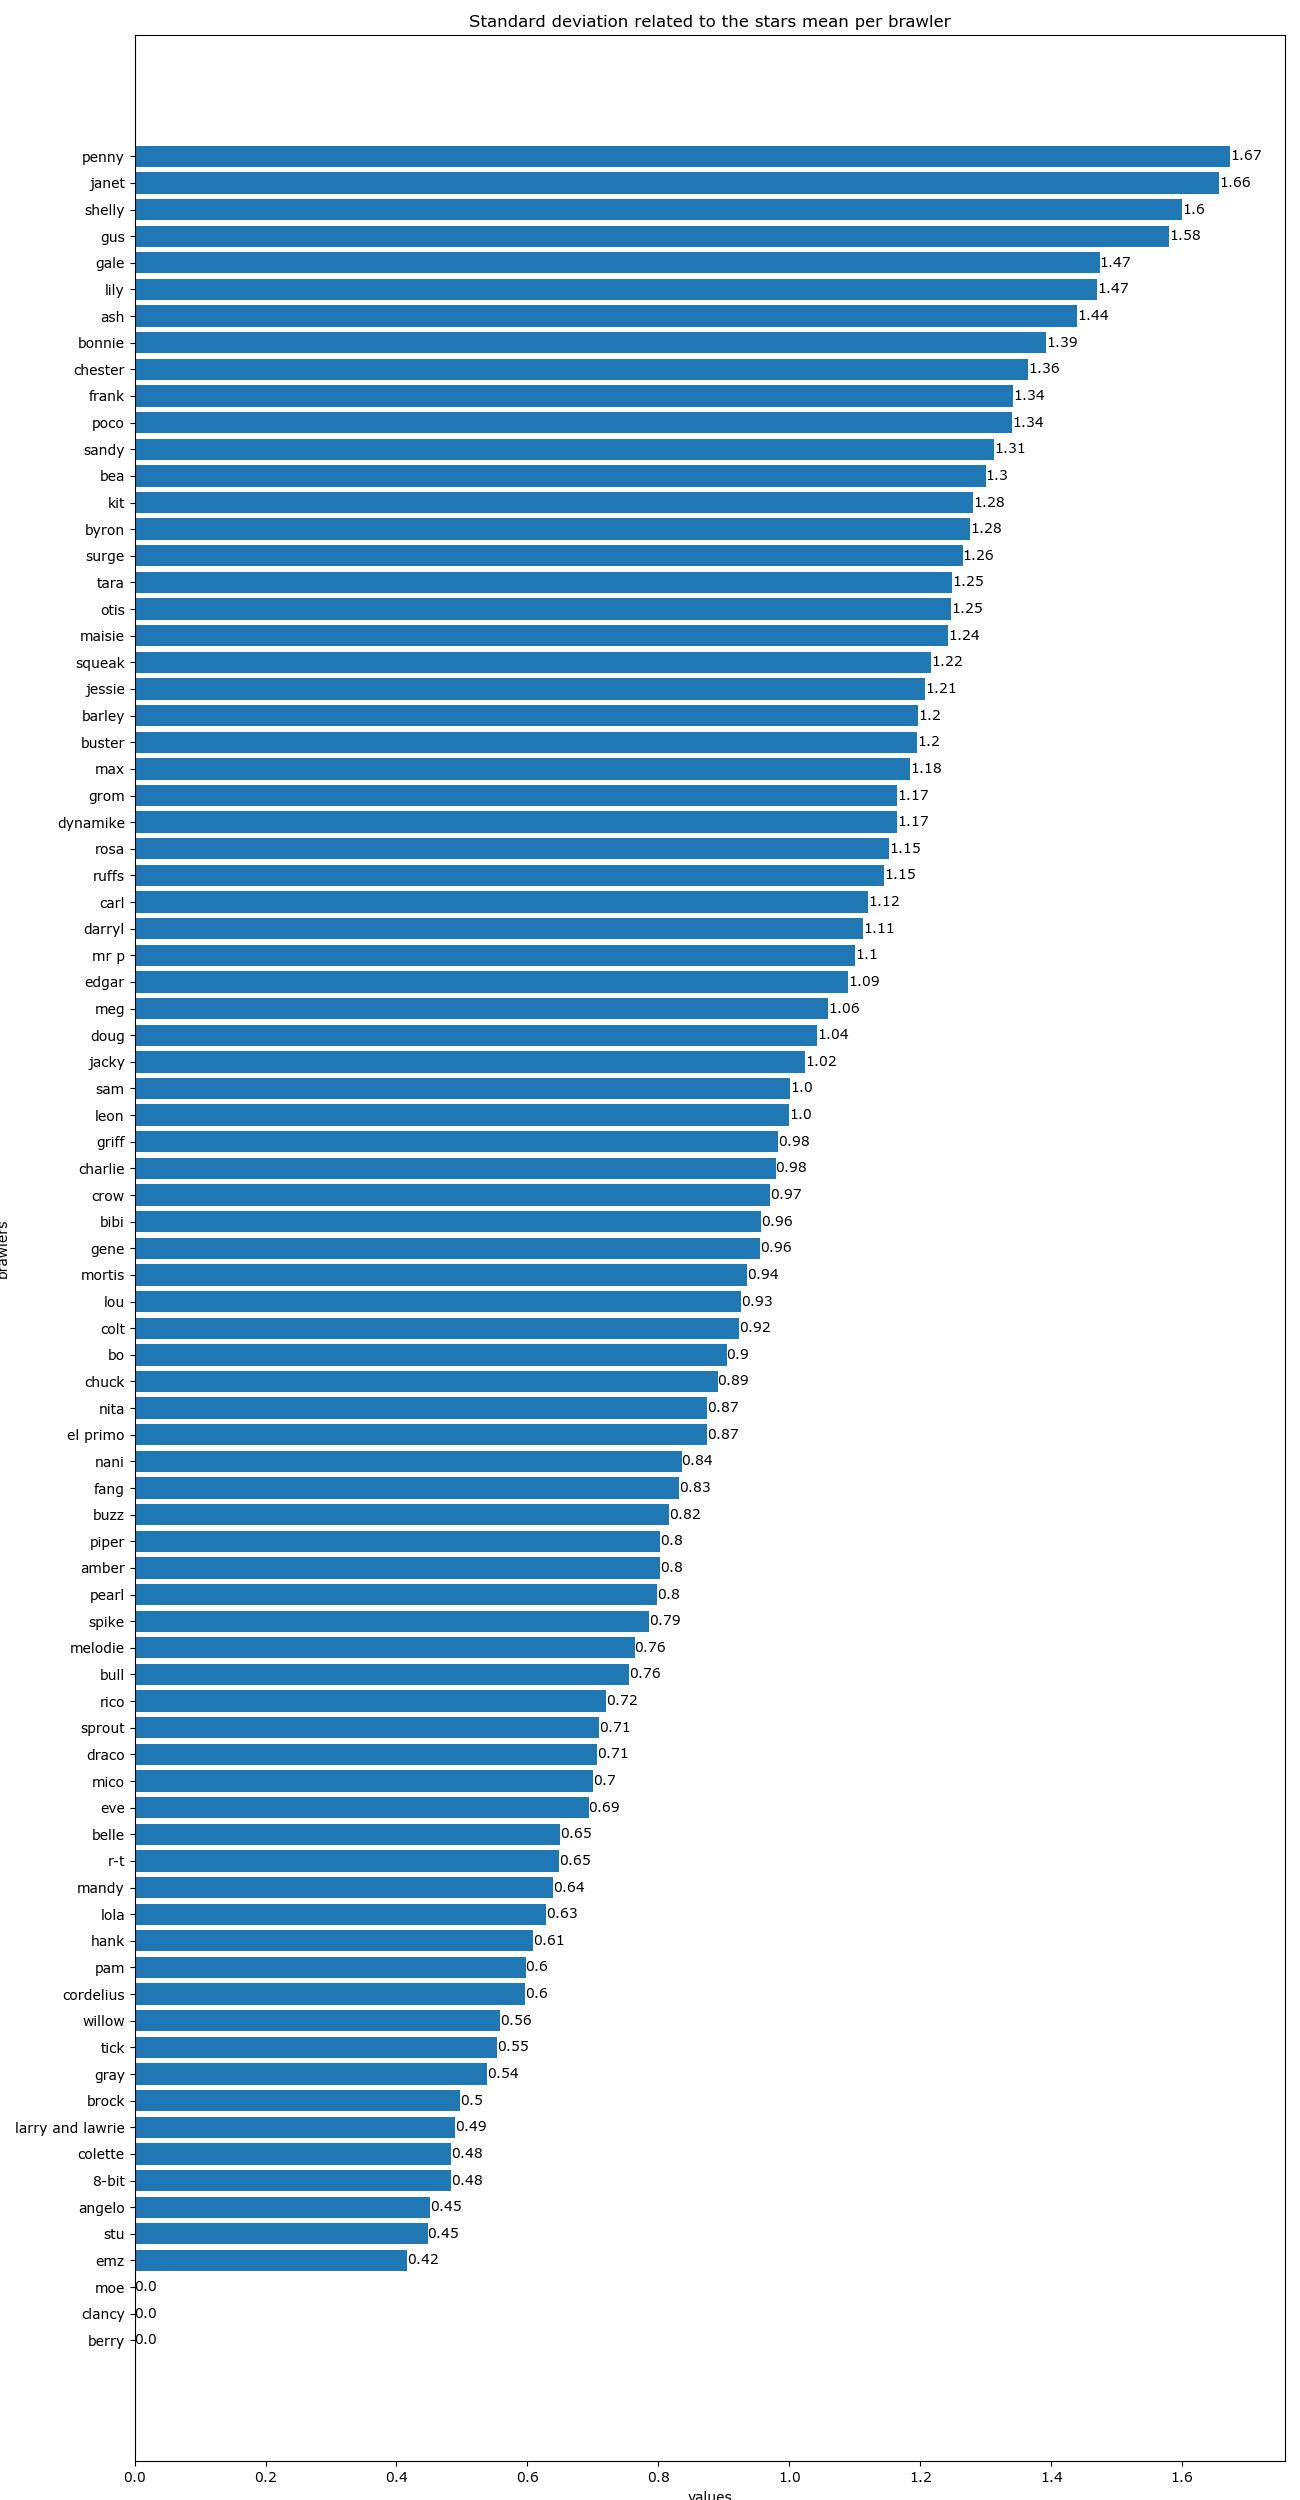 Standard deviation related to the stars mean per brawler
penny 1.67
janet 1.66
shelly 1.6
gus 1.58
gale 1.47
lily 1.47
ash 1.44
bonnie 1.39
chester 1.36
frank 1.34
poco 1.34
sandy 1.31
bea 1.3
kit 1.28
byron 1.28
surge 1.26
tara 1.25
otis 1.25
maisie 1.24
squeak 1.22
jessie 1.21
barley 1.2
buster 1.2
max 1.18
grom 1.17
dynamike 1.17
rosa 1.15
ruffs 1.15
carl 1.12
darryl 1.11
mr p 1.1
edgar 1.09
meg 1.06
doug 1.04
jacky 1.02
sam 1.0
leon 1.0
griff 0.98
charlie 0.98
crow 0.97
bibi 0.96
gene 0.96
mortis 0.94
lou 0.93
colt 0.92
bo 0.9
chuck 0.89
nita 0.87
el primo 0.87
nani 0.84
fang 0.83
buzz 0.82
piper 0.8
amber 0.8
pearl 0.8
spike 0.79
melodie 0.76
bull 0.76
rico 0.72
sprout 0.71
draco 0.71
mico 0.7
eve 0.69
belle 0.65
r-t 0.65
mandy 0.64
lola 0.63
hank 0.61
pam 0.6
cordelius 0.6
willow 0.56
tick 0.55
gray 0.54
brock 0.5
larry and lawrie 0.49
colette 0.48
8-bit 0.48
angelo 0.45
stu 0.45
emz 0.42
moe 0.0
clancy 0.0
berry 0.0
brawlers
0.0 0.2 0.4 0.6 0.8 1.0 1.2 1.4 1.6
values